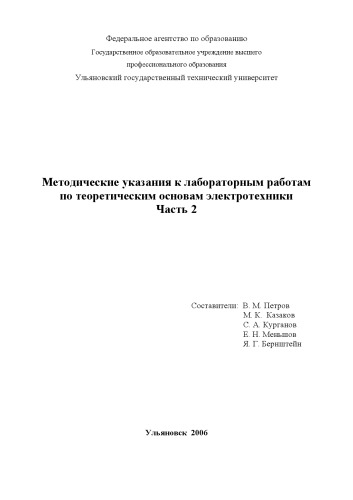 Федеральное агентство по образованию
Государственное образовательное учреждение высшего
профессионального образования
Ульяновский государственный технический университет
Методические указания к лабораторным работам
по теоретическим основам электротехники
Часть 2
Составители: В. М. Петров
М. К. Казаков
С. А. Курганов
Е. Н. Меньшов
Я. Г. Бернштейн
Ульяновск 2006